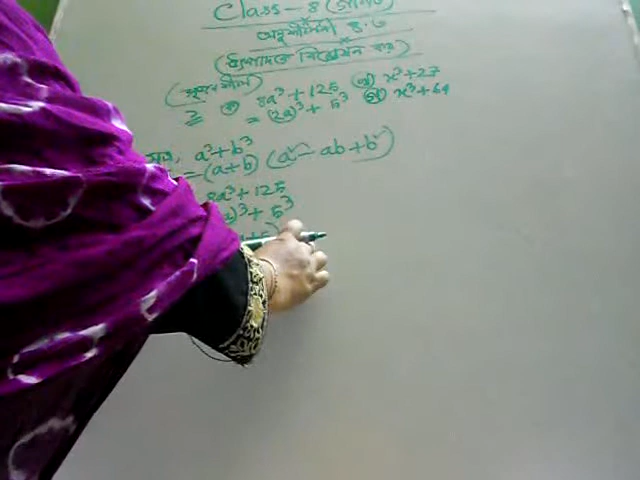 Class - 8 (গণিত)
অনুশীলনী ৪.৩
(উৎপাদকে বিশ্লেষণ কর)
8a³ + 125 x³ + 27
= (2a)³ + 5³ x³ + 64
a³ + b³
= (a+b) (a² - ab + b²)
8a³ + 125
)³ + 5³